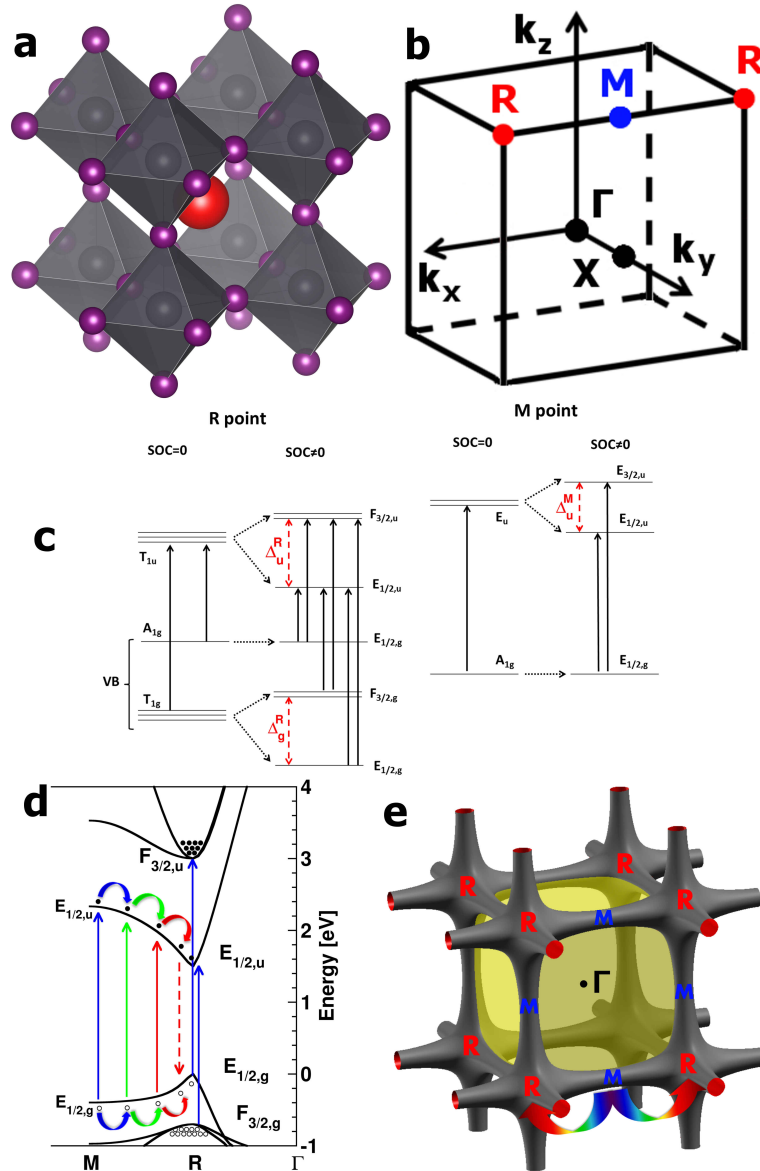 a
b
k_z
R
M
R
Γ
k_x
X
k_y
R point
M point
SOC=0
SOC≠0
SOC=0
SOC≠0
c
T_1u
F_3/2,u
Δ_u^R
E_1/2,u
A_1g
E_1/2,g
VB
T_1g
F_3/2,g
Δ_g^R
E_1/2,g
E_u
E_3/2,u
Δ_u^M
E_1/2,u
A_1g
E_1/2,g
d
4
F_3/2,u
3
E_1/2,u
2
E_1/2,u
1
Energy [eV]
E_1/2,g
0
E_1/2,g
F_3/2,g
-1
M
R
Γ
e
R
R
R
M
R
Γ
M
M
R
R
R
M
R